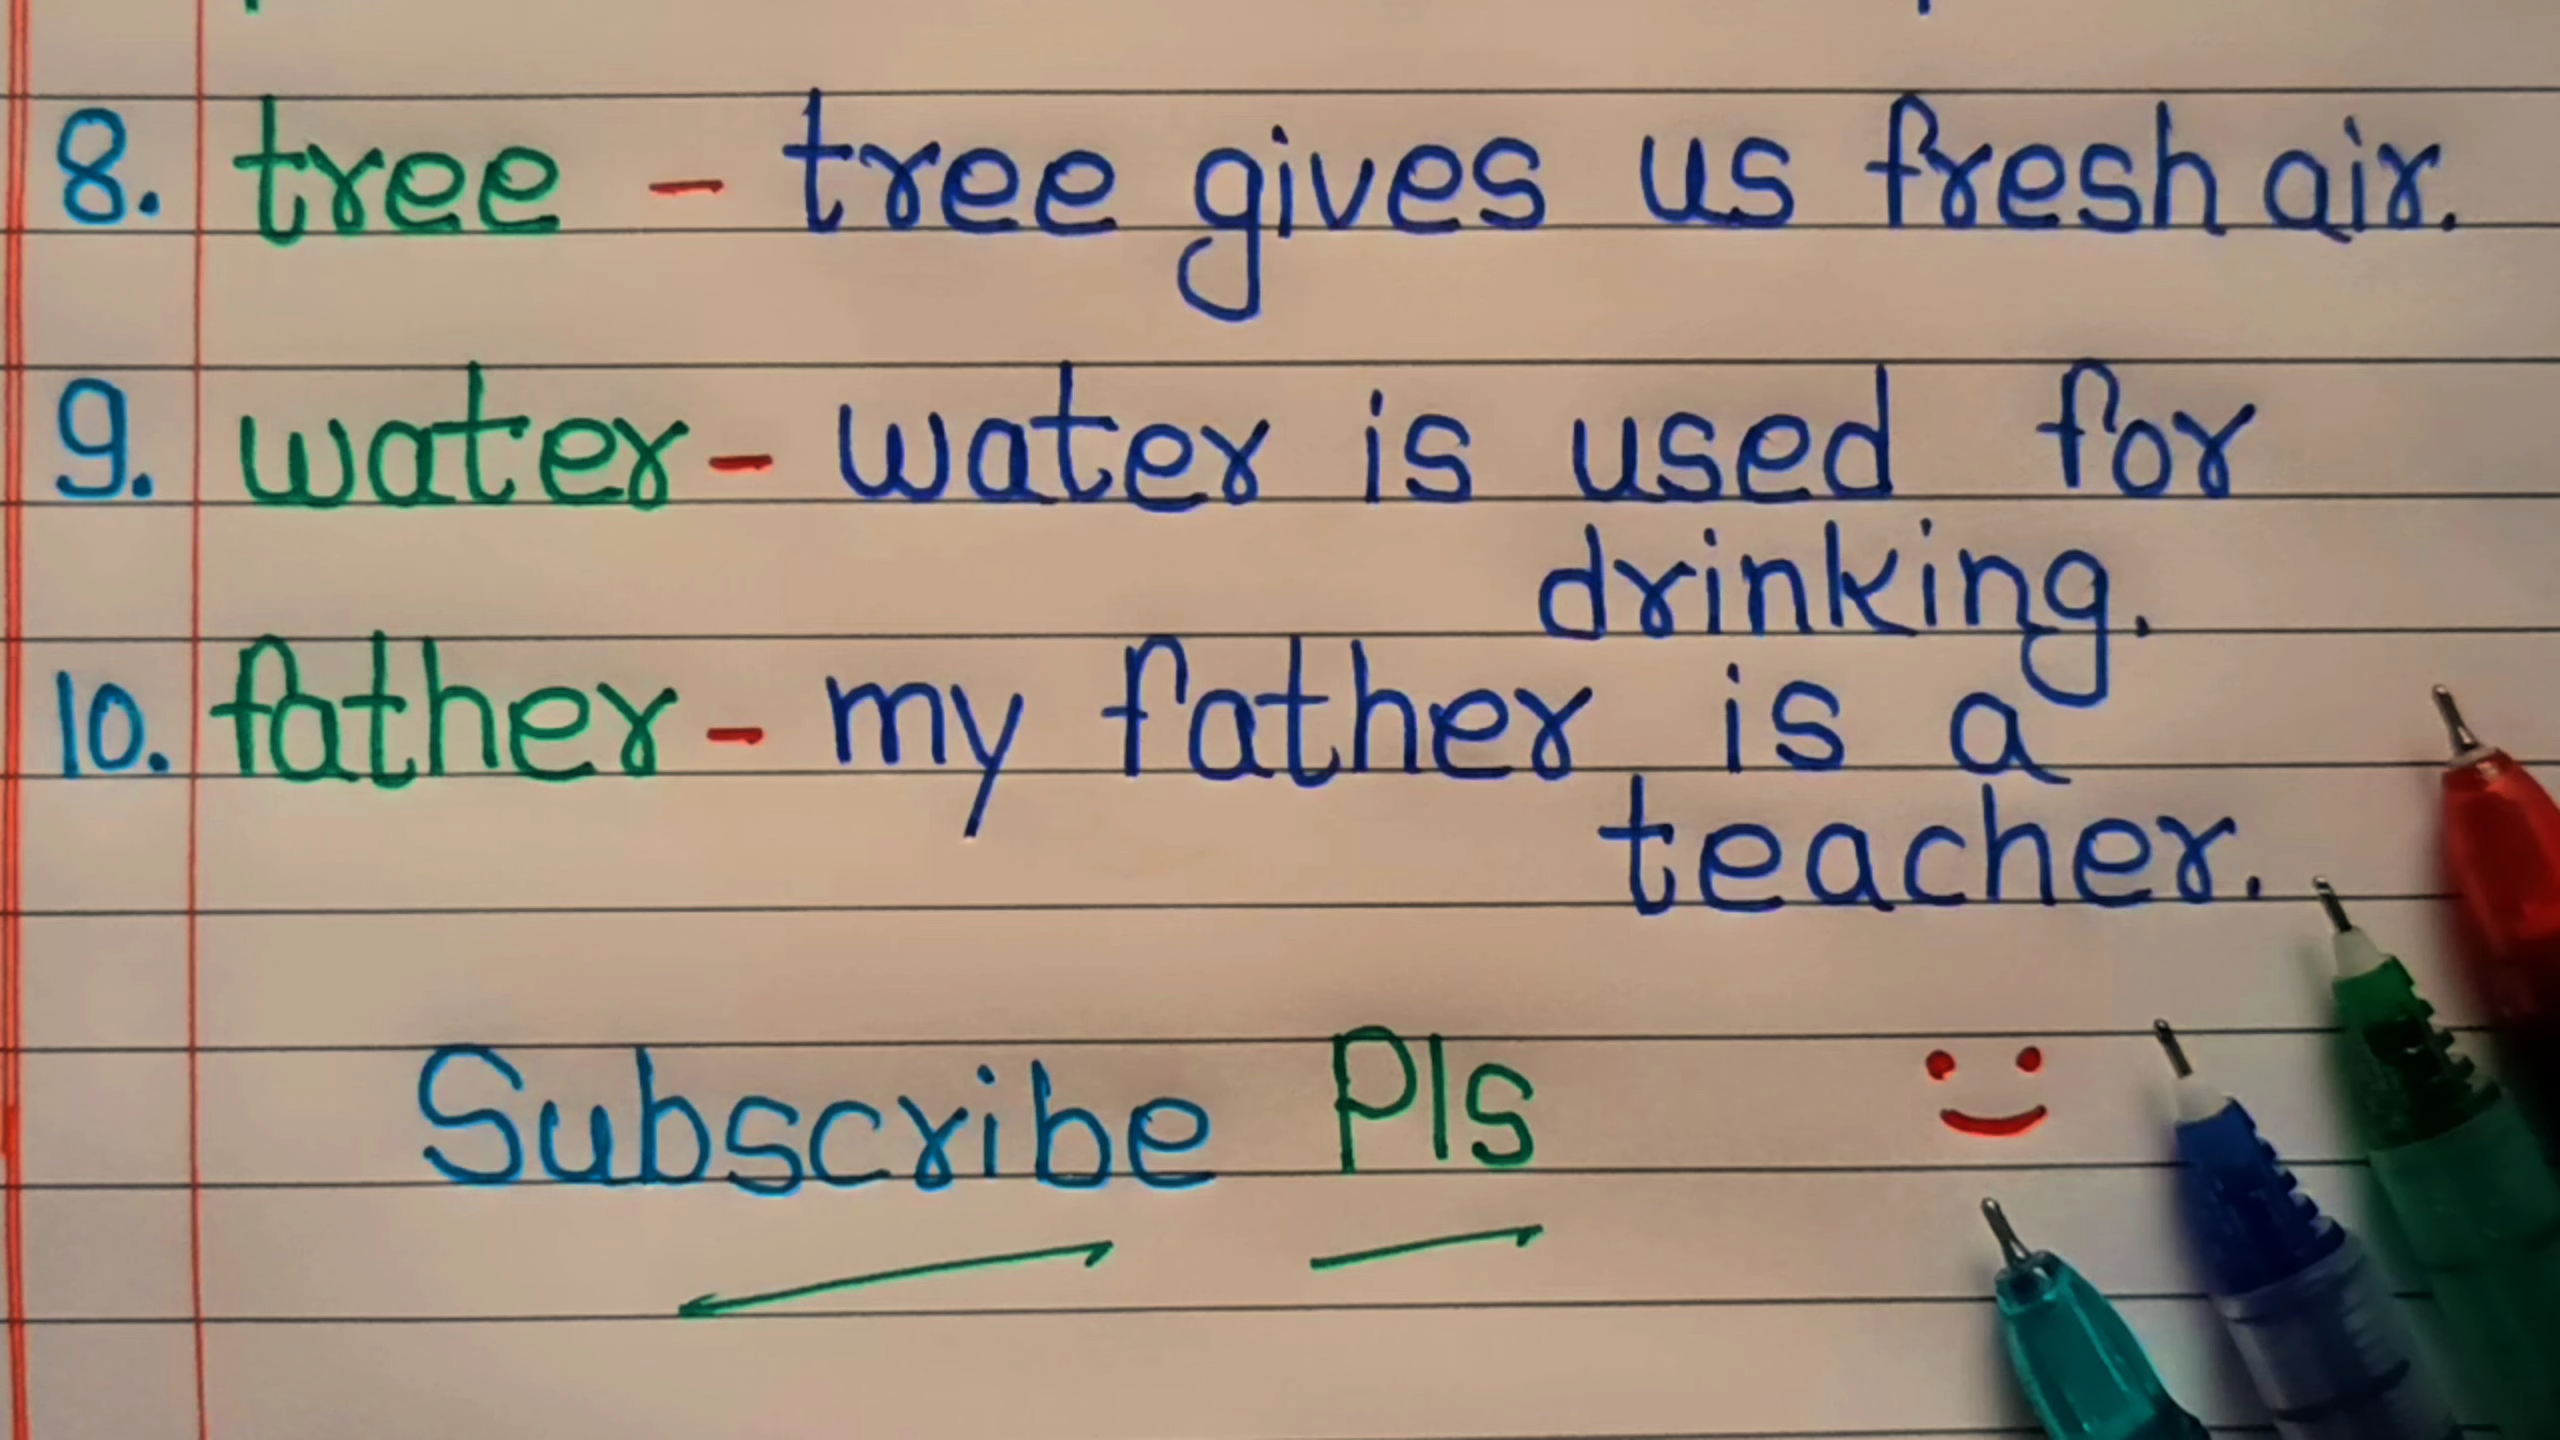 8. tree - tree gives us fresh air.
9. water - water is used for
drinking.
10. father - my father is a
teacher.
Subscribe Pls